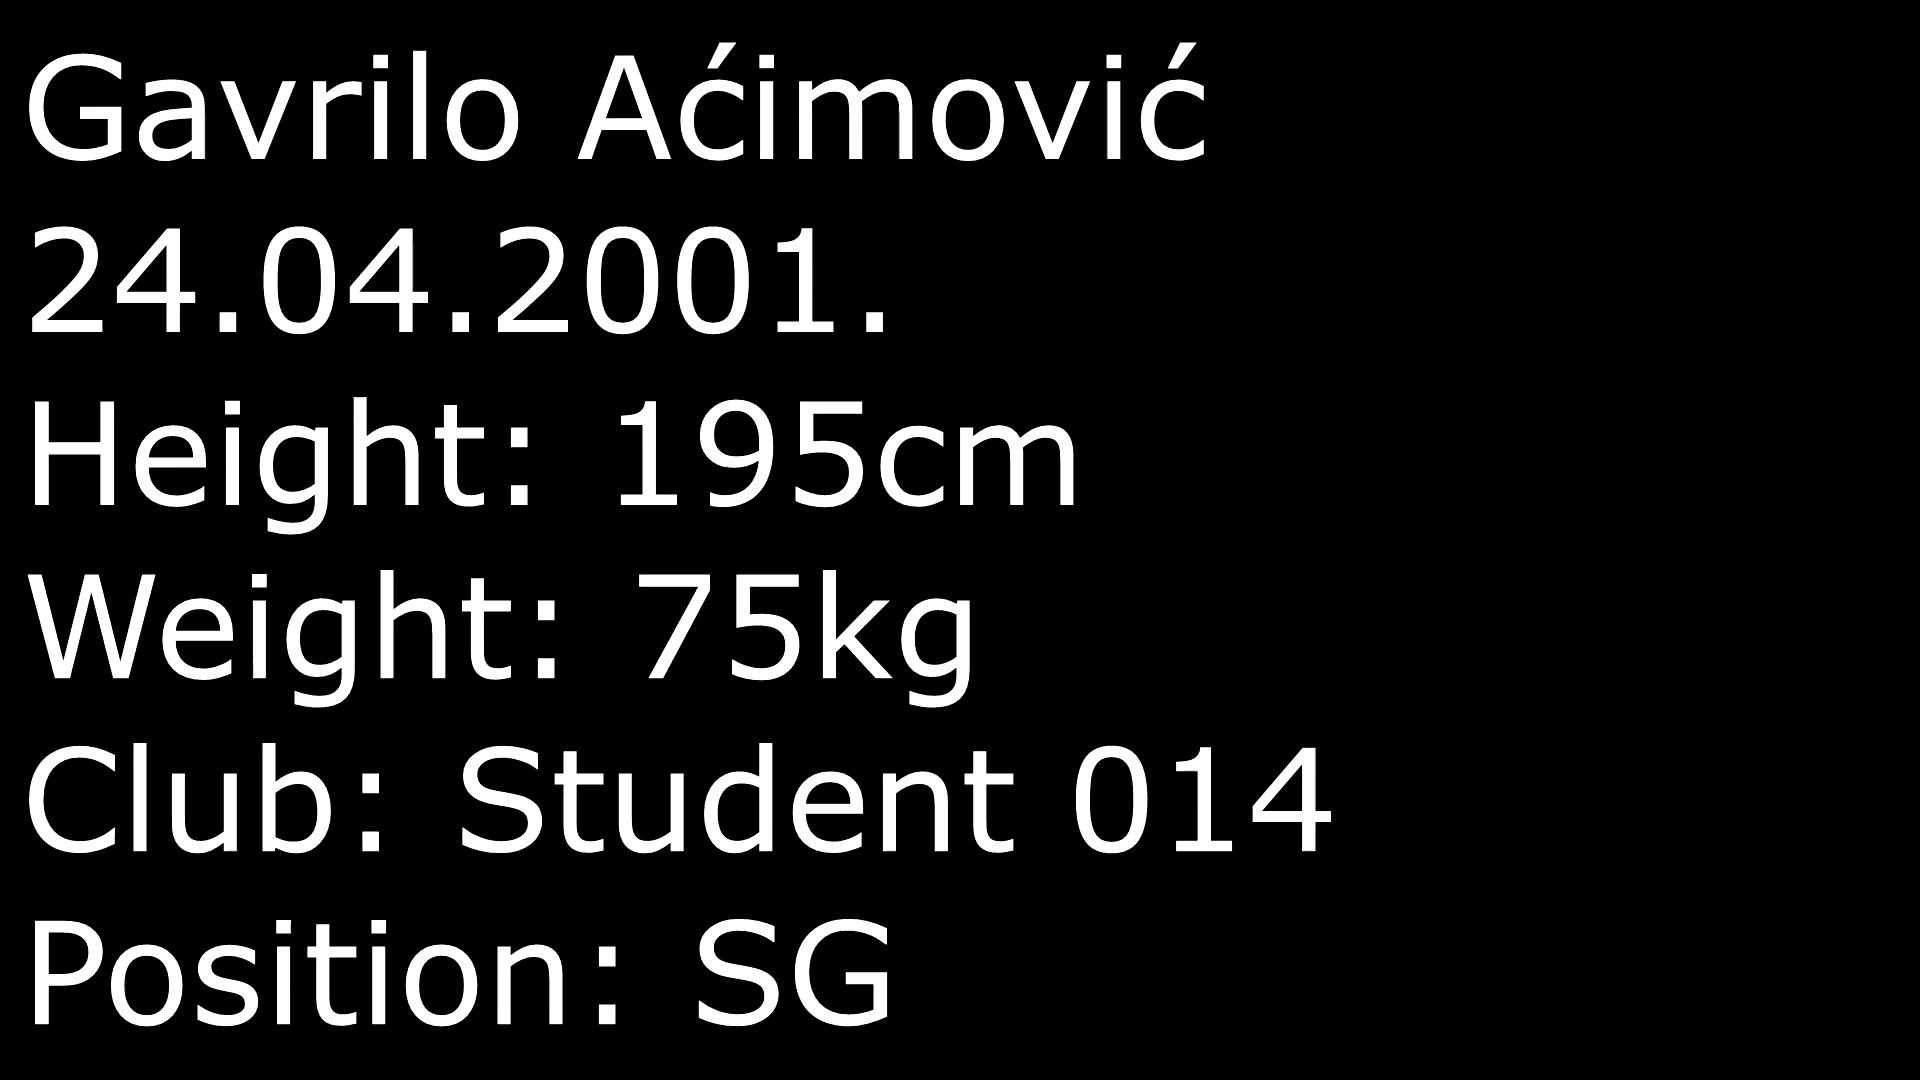 Gavrilo Aćimović
24.04.2001.
Height: 195cm
Weight: 75kg
Club: Student 014
Position: SG